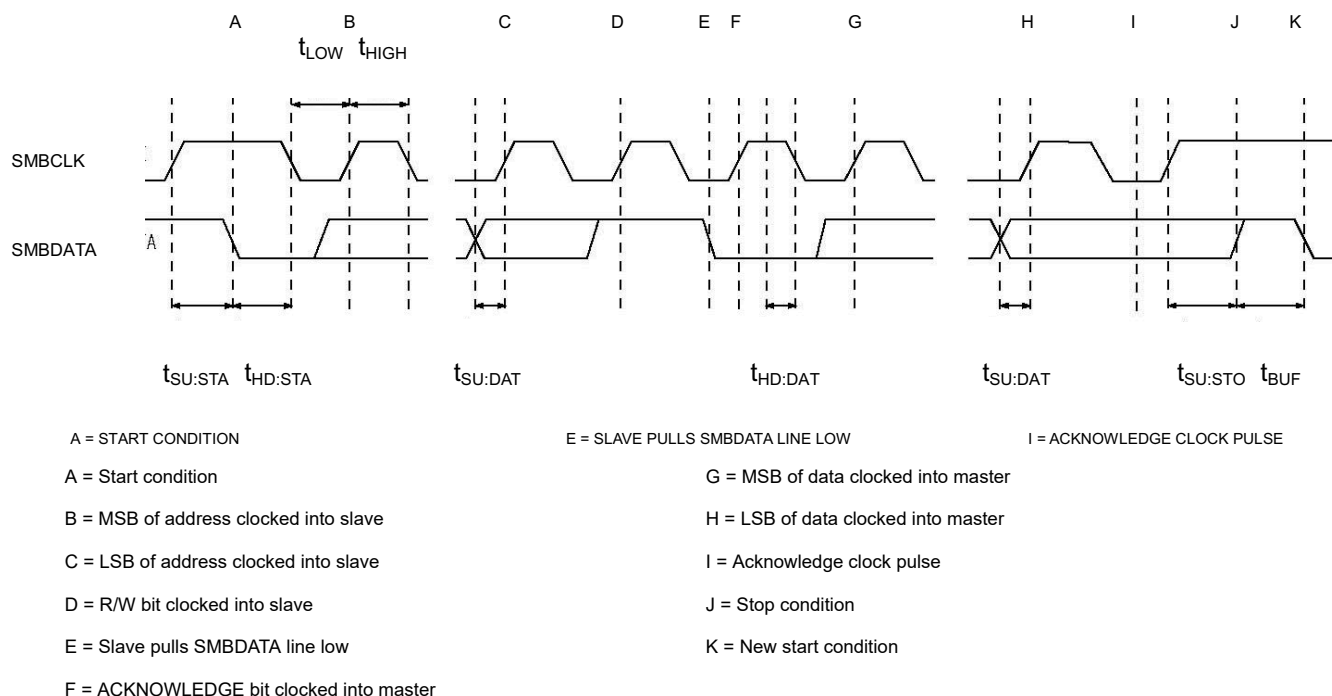 A B C D E F G H I J K
tLOW tHIGH
SMBCLK
SMBDATA
A
tSU:STA tHD:STA tSU:DAT tHD:DAT tSU:DAT tSU:STO tBUF
A = START CONDITION E = SLAVE PULLS SMBDATA LINE LOW I = ACKNOWLEDGE CLOCK PULSE
A = Start condition
B = MSB of address clocked into slave
C = LSB of address clocked into slave
D = R/W bit clocked into slave
E = Slave pulls SMBDATA line low
F = ACKNOWLEDGE bit clocked into master
G = MSB of data clocked into master
H = LSB of data clocked into master
I = Acknowledge clock pulse
J = Stop condition
K = New start condition